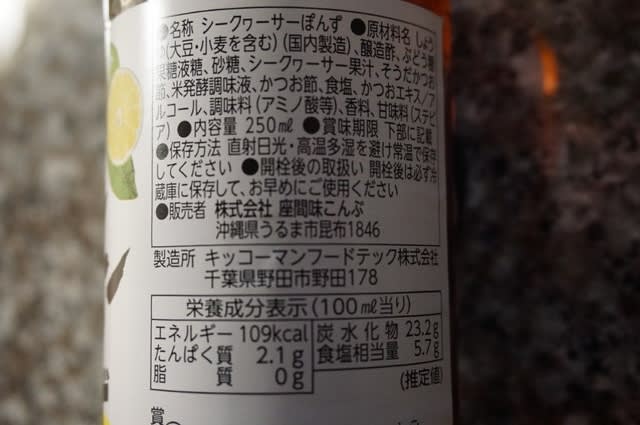 ●名称 シークヮーサーぽんず ●原材料名 しょう
ゆ(大豆・小麦を含む)(国内製造)、醸造酢、ぶどう糖
果糖液糖、砂糖、シークヮーサー果汁、そうだかつお
節、米発酵調味液、かつお節、食塩、かつおエキス/ア
ルコール、調味料(アミノ酸等)、香料、甘味料(ステビ
ア) ●内容量 250㎖ ●賞味期限 下部に記載
●保存方法 直射日光・高温多湿を避け常温で保存
してください ●開栓後の取扱い 開栓後は必ず冷
蔵庫に保存して、お早めにご使用ください
●販売者 株式会社 座間味こんぶ
沖縄県うるま市昆布1846
製造所 キッコーマンフードテック株式会社
千葉県野田市野田178
栄養成分表示(100㎖当り)
エネルギー 109kcal 炭水化物 23.2g
たんぱく質 2.1g 食塩相当量 5.7g
脂質 0g
(推定値)
賞